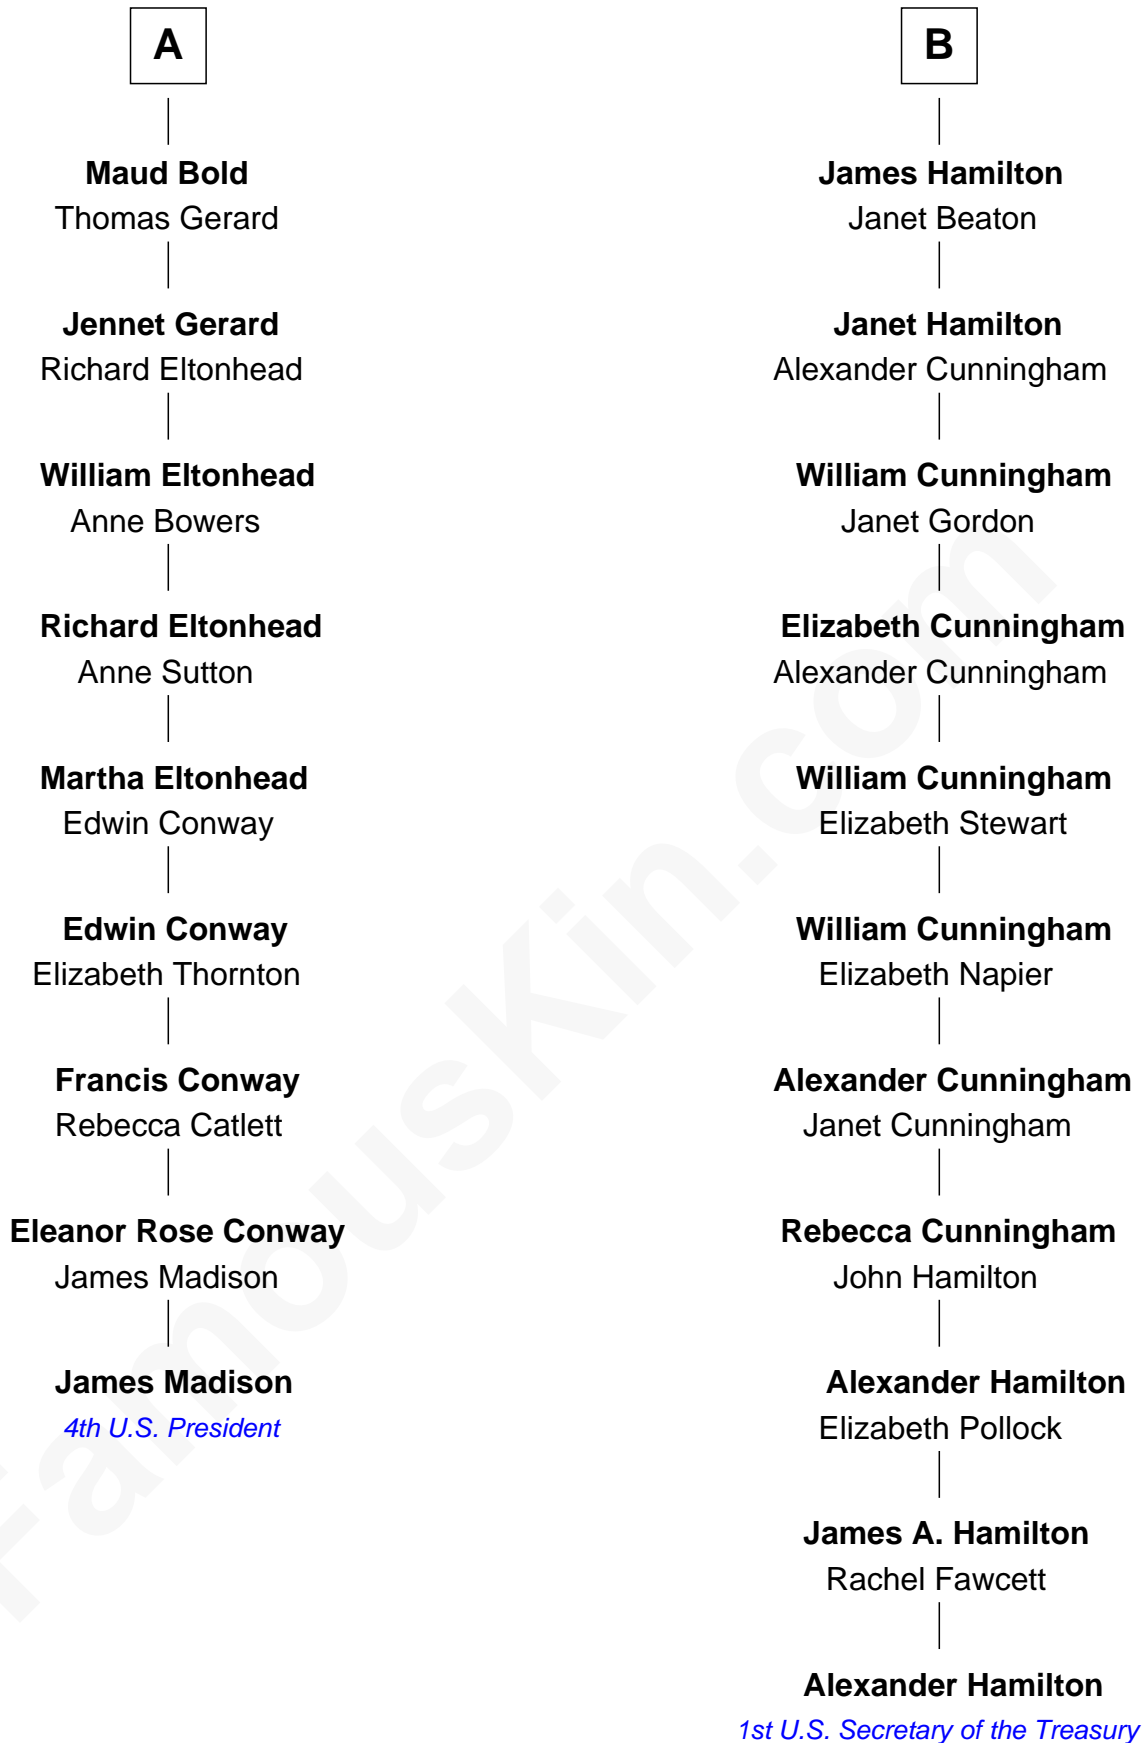 A
Maud Bold
Thomas Gerard
Jennet Gerard
Richard Eltonhead
William Eltonhead
Anne Bowers
Richard Eltonhead
Anne Sutton
Martha Eltonhead
Edwin Conway
Edwin Conway
Elizabeth Thornton
Francis Conway
Rebecca Catlett
Eleanor Rose Conway
James Madison
James Madison
4th U.S. President
B
James Hamilton
Janet Beaton
Janet Hamilton
Alexander Cunningham
William Cunningham
Janet Gordon
Elizabeth Cunningham
Alexander Cunningham
William Cunningham
Elizabeth Stewart
William Cunningham
Elizabeth Napier
Alexander Cunningham
Janet Cunningham
Rebecca Cunningham
John Hamilton
Alexander Hamilton
Elizabeth Pollock
James A. Hamilton
Rachel Fawcett
Alexander Hamilton
1st U.S. Secretary of the Treasury
FamousKin.com